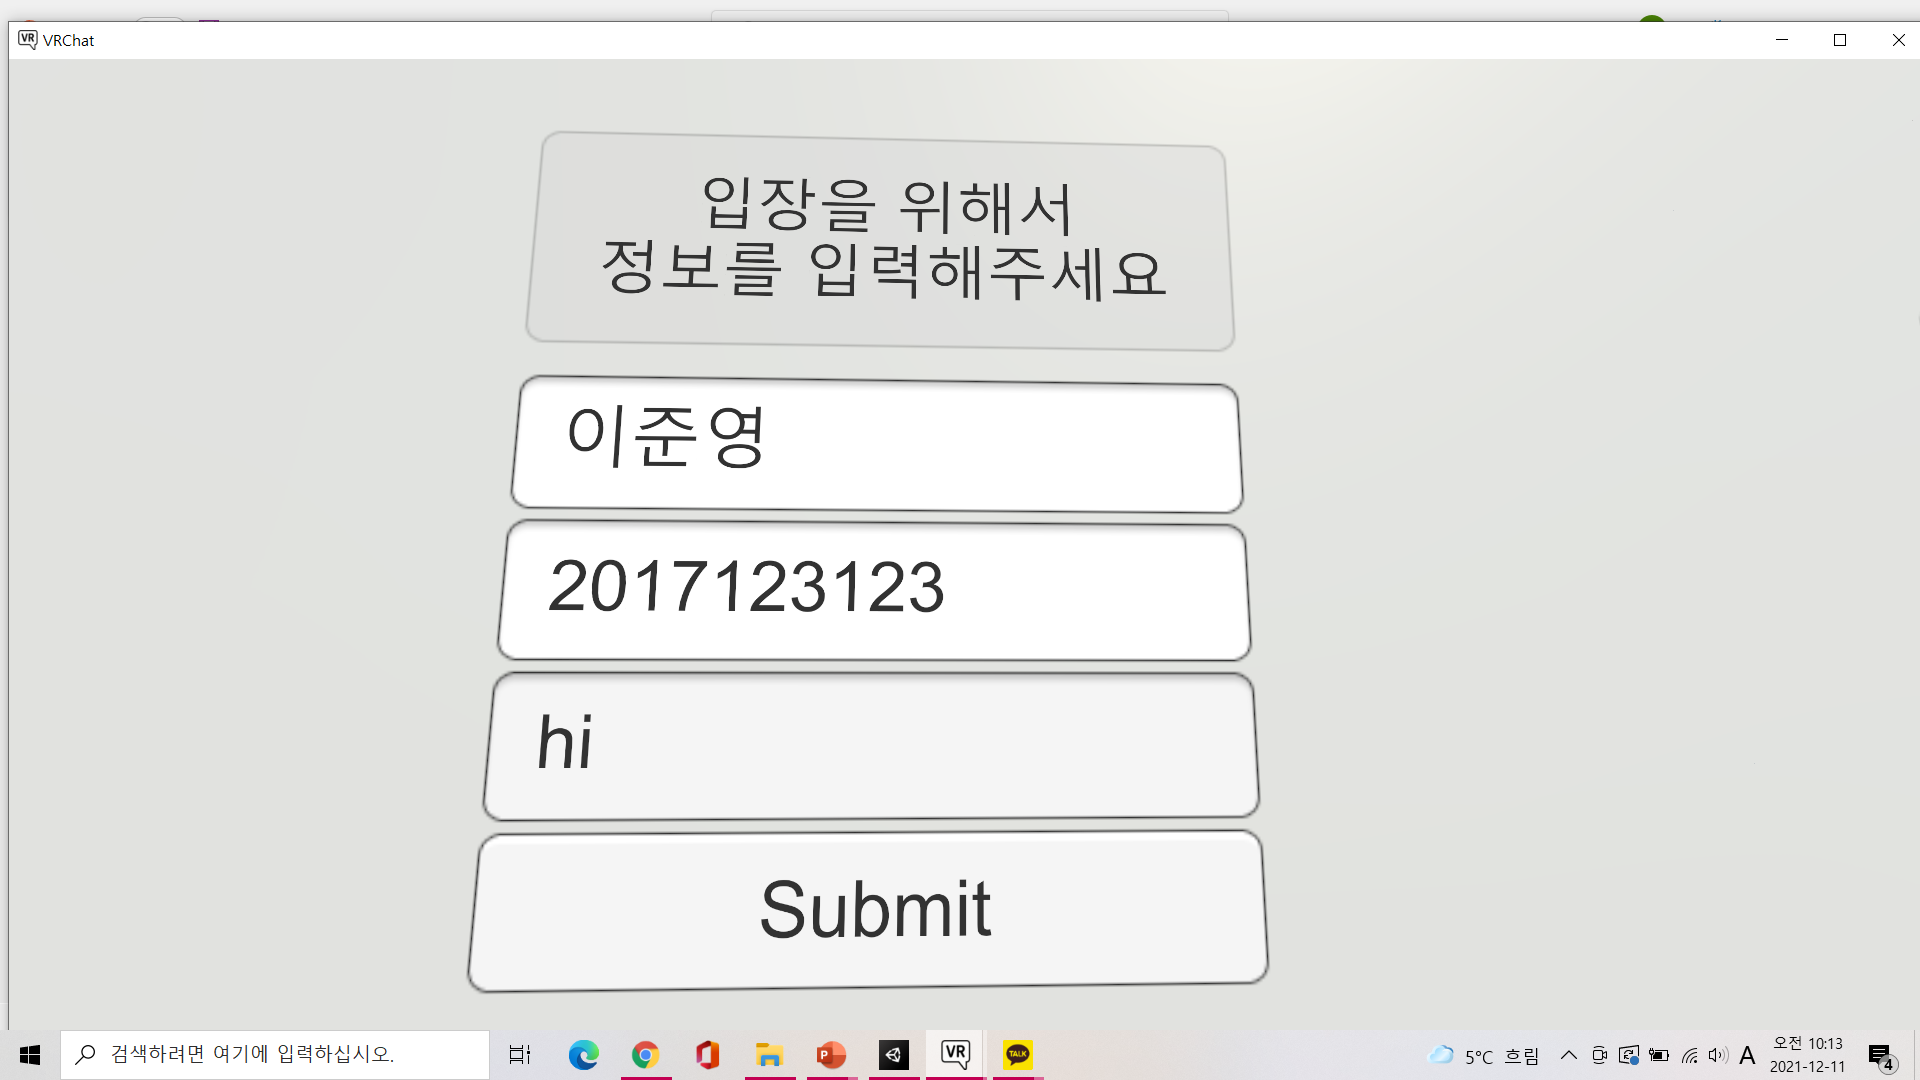 VRChat
입장을 위해서
정보를 입력해주세요
이준영
2017123123
hi
Submit
검색하려면 여기에 입력하십시오.
P
VR
TALK
5°C 흐림
A
오전 10:13
2021-12-11
4